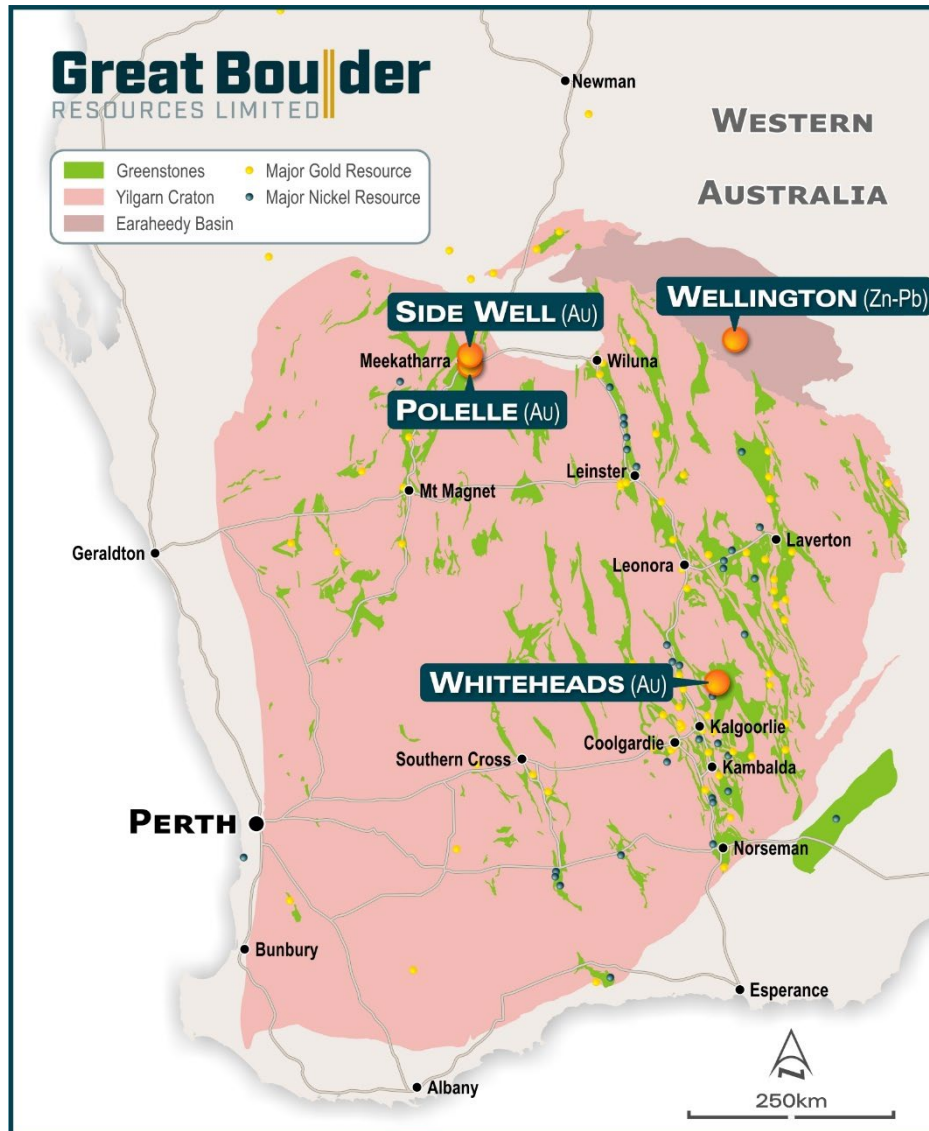 Great Boulder
RESOURCES LIMITED
Newman
WESTERN
AUSTRALIA
Greenstones
Major Gold Resource
Yilgarn Craton
Major Nickel Resource
Earaheedy Basin
SIDE WELL (AU)
WELLINGTON (Zn-Pb)
Meekatharra
Wiluna
POLELLE (AU)
Leinster
Mt Magnet
Geraldton
Laverton
Leonora
WHITEHEADS (AU)
Kalgoorlie
Coolgardie
Southern Cross
Kambalda
PERTH
Norseman
Bunbury
Esperance
Albany
N
250km